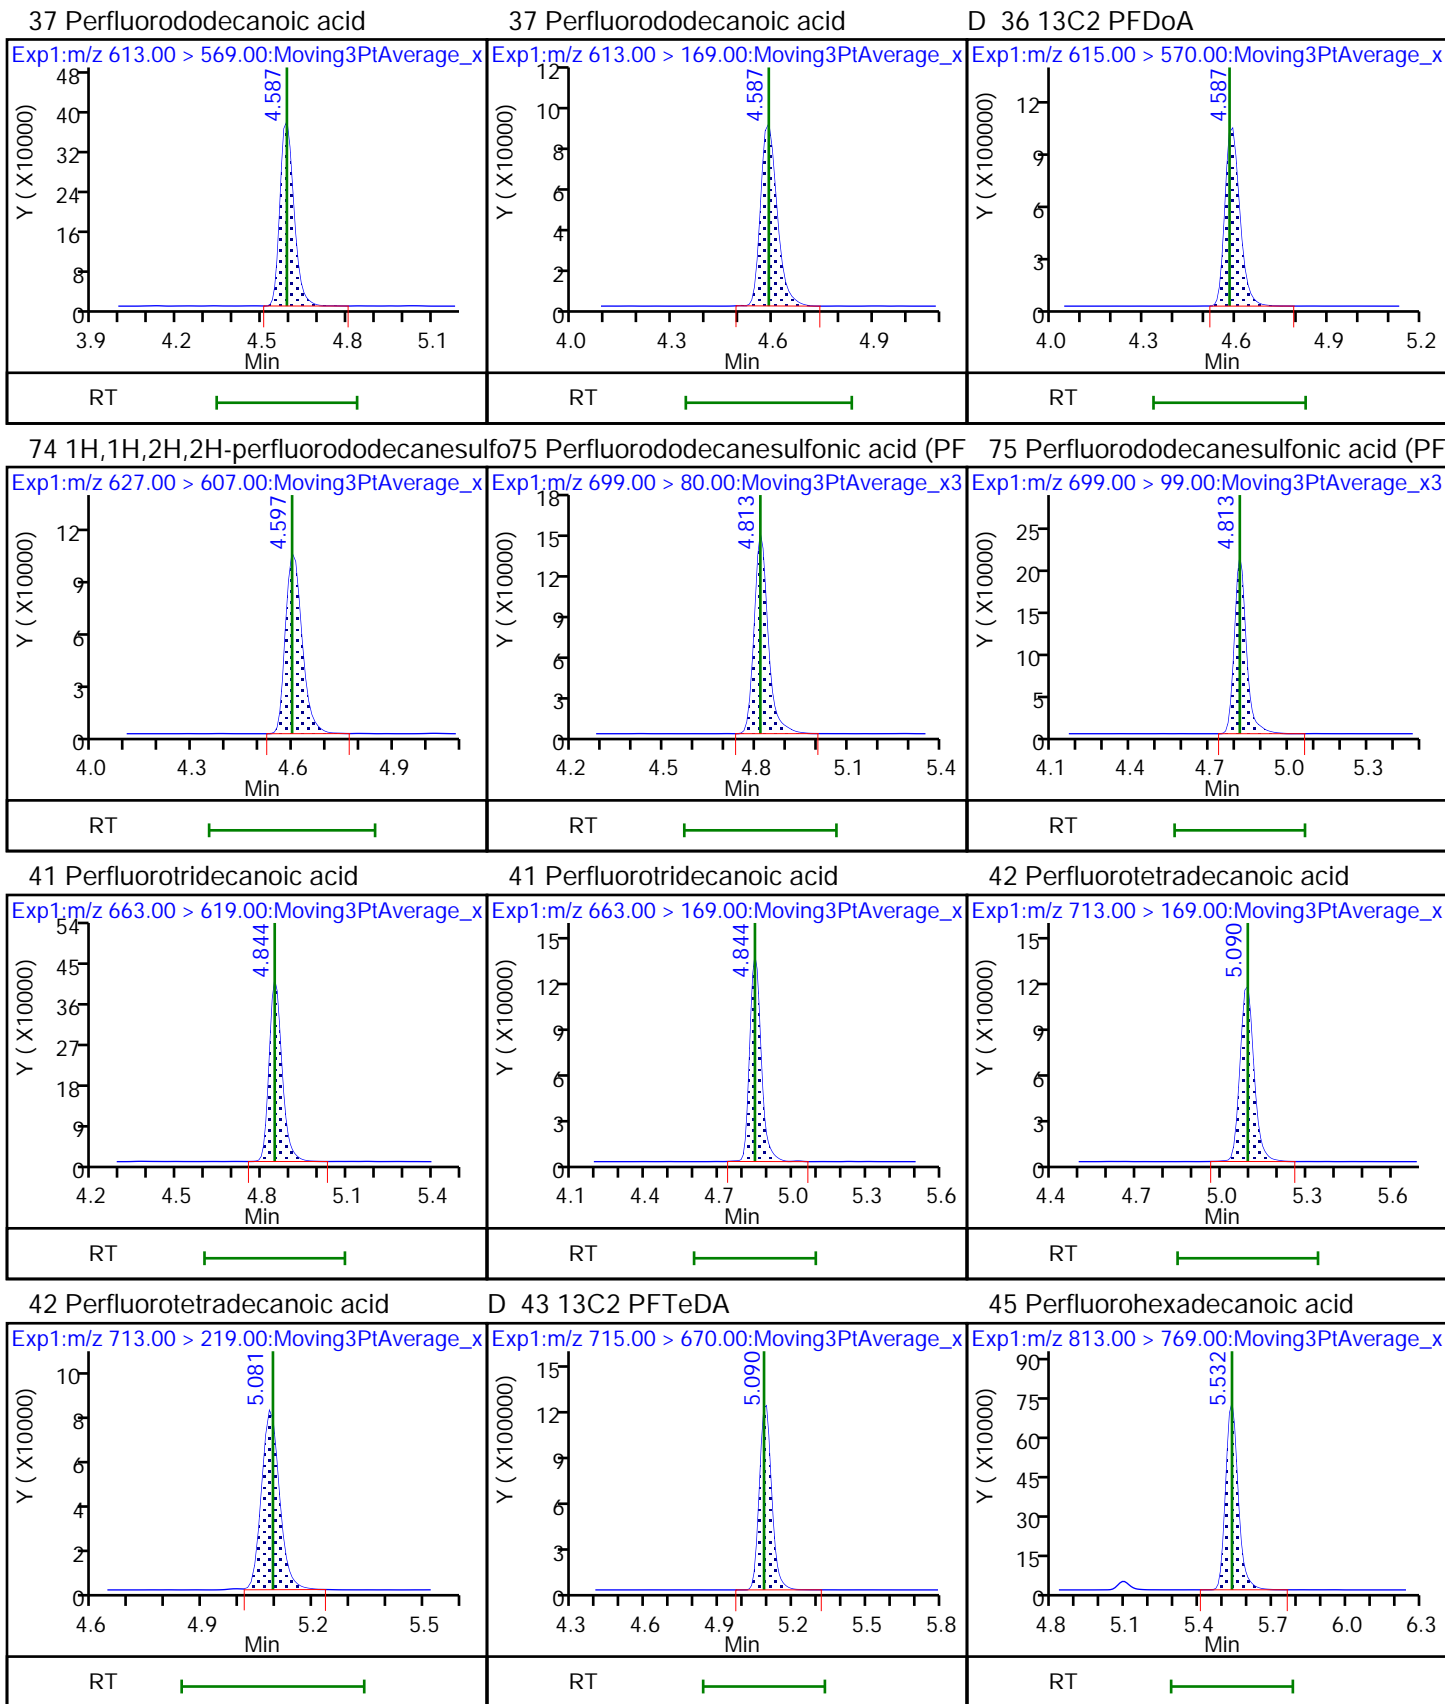 37 Perfluorododecanoic acid
Exp1:m/z 613.00 > 569.00:Moving3PtAverage_x
4.587
Y ( X10000)
48
40
32
24
16
8
0
3.9 4.2 4.5 4.8 5.1
Min
RT
37 Perfluorododecanoic acid
Exp1:m/z 613.00 > 169.00:Moving3PtAverage_x
4.587
Y ( X10000)
12
10
8
6
4
2
0
4.0 4.3 4.6 4.9
Min
RT
D 36 13C2 PFDoA
Exp1:m/z 615.00 > 570.00:Moving3PtAverage_x
4.587
Y ( X100000)
12
9
6
3
0
4.0 4.3 4.6 4.9 5.2
Min
RT
74 1H,1H,2H,2H-perfluorododecanesulfo
Exp1:m/z 627.00 > 607.00:Moving3PtAverage_x
4.597
Y ( X10000)
12
9
6
3
0
4.0 4.3 4.6 4.9
Min
RT
75 Perfluorododecanesulfonic acid (PF
Exp1:m/z 699.00 > 80.00:Moving3PtAverage_x3
4.813
Y ( X10000)
18
15
12
9
6
3
0
4.2 4.5 4.8 5.1 5.4
Min
RT
75 Perfluorododecanesulfonic acid (PF
Exp1:m/z 699.00 > 99.00:Moving3PtAverage_x3
4.813
Y ( X10000)
25
20
15
10
5
0
4.1 4.4 4.7 5.0 5.3
Min
RT
41 Perfluorotridecanoic acid
Exp1:m/z 663.00 > 619.00:Moving3PtAverage_x
4.844
Y ( X10000)
54
45
36
27
18
9
0
4.2 4.5 4.8 5.1 5.4
Min
RT
41 Perfluorotridecanoic acid
Exp1:m/z 663.00 > 169.00:Moving3PtAverage_x
4.844
Y ( X10000)
15
12
9
6
3
0
4.1 4.4 4.7 5.0 5.3 5.6
Min
RT
42 Perfluorotetradecanoic acid
Exp1:m/z 713.00 > 169.00:Moving3PtAverage_x
5.090
Y ( X10000)
15
12
9
6
3
0
4.4 4.7 5.0 5.3 5.6
Min
RT
42 Perfluorotetradecanoic acid
Exp1:m/z 713.00 > 219.00:Moving3PtAverage_x
5.081
Y ( X10000)
10
8
6
4
2
0
4.6 4.9 5.2 5.5
Min
RT
D 43 13C2 PFTeDA
Exp1:m/z 715.00 > 670.00:Moving3PtAverage_x
5.090
Y ( X100000)
15
12
9
6
3
0
4.3 4.6 4.9 5.2 5.5 5.8
Min
RT
45 Perfluorohexadecanoic acid
Exp1:m/z 813.00 > 769.00:Moving3PtAverage_x
5.532
Y ( X10000)
90
75
60
45
30
15
0
4.8 5.1 5.4 5.7 6.0 6.3
Min
RT